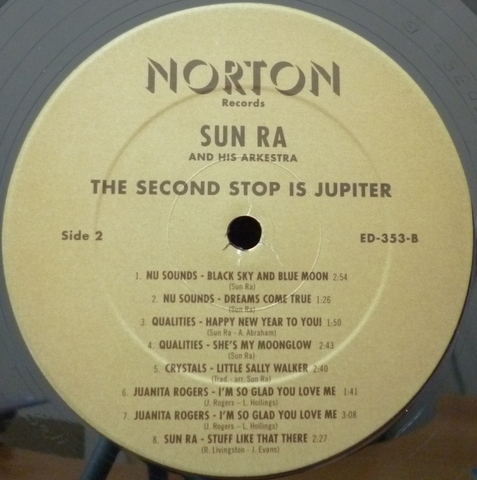 NORTON
Records
SUN RA
AND HIS ARKESTRA
THE SECOND STOP IS JUPITER
Side 2
ED-353-B
1. NU SOUNDS - BLACK SKY AND BLUE MOON 2:54
(Sun Ra)
2. NU SOUNDS - DREAMS COME TRUE 1:26
(Sun Ra)
3. QUALITIES - HAPPY NEW YEAR TO YOU! 1:50
(Sun Ra - A. Abraham)
4. QUALITIES - SHE'S MY MOONGLOW 2:43
(Sun Ra)
5. CRYSTALS - LITTLE SALLY WALKER 2:40
(Trad.- arr. Sun Ra)
6. JUANITA ROGERS - I'M SO GLAD YOU LOVE ME 1:41
(J. Rogers - L. Hollings)
7. JUANITA ROGERS - I'M SO GLAD YOU LOVE ME 3:08
(J. Rogers - L. Hollings)
8. SUN RA - STUFF LIKE THAT THERE 2:27
(R. Livingston - J. Evans)